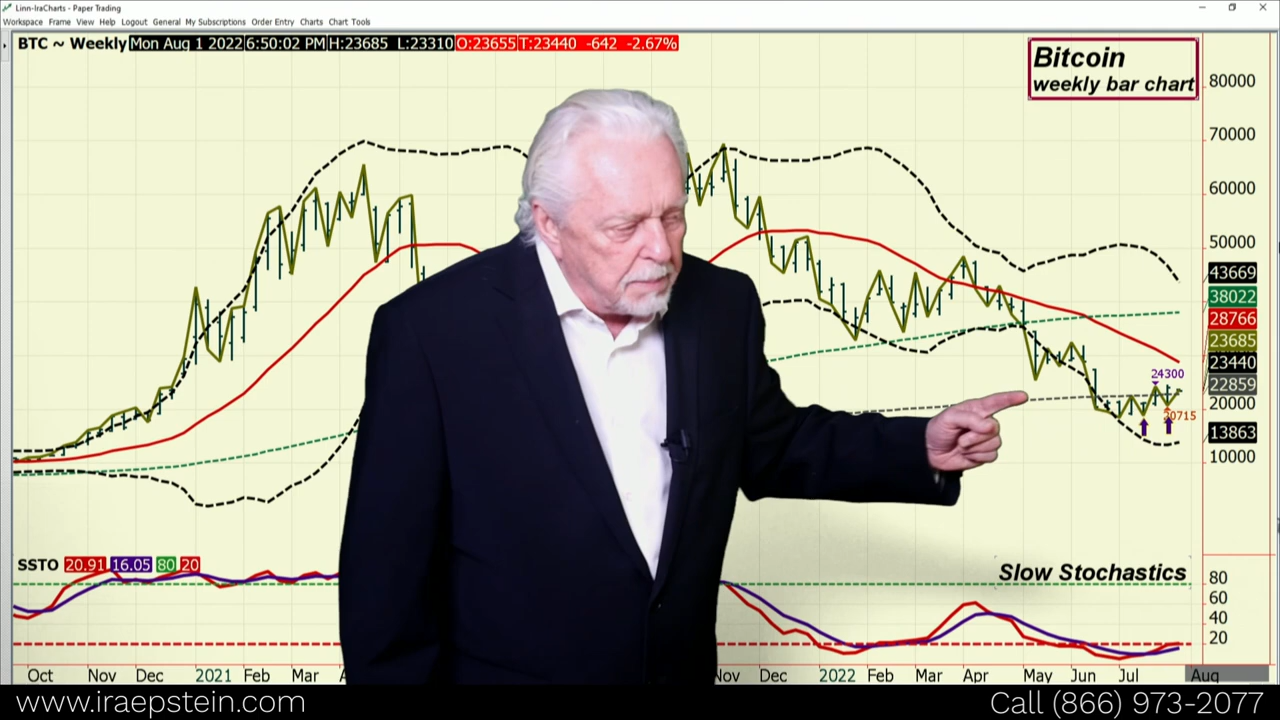 Linn-IraCharts - Paper Trading
Workspace Frame View Help Logout General My Subscriptions Order Entry Charts Chart Tools
BTC ~ Weekly Mon Aug 1 2022 6:50:02 PM H:23685 L:23310 O:23655 T:23440 -642 -2.67%
Bitcoin
weekly bar chart
80000
70000
60000
50000
43669
38022
28766
23685
23440
22859
20000
13863
10000
24300
20715
SSTO 20.91 16.05 80 20
Slow Stochastics
80
60
40
20
Oct Nov Dec 2021 Feb Mar Nov Dec 2022 Feb Mar Apr May Jun Jul Aug
www.iraepstein.com Call (866) 973-2077